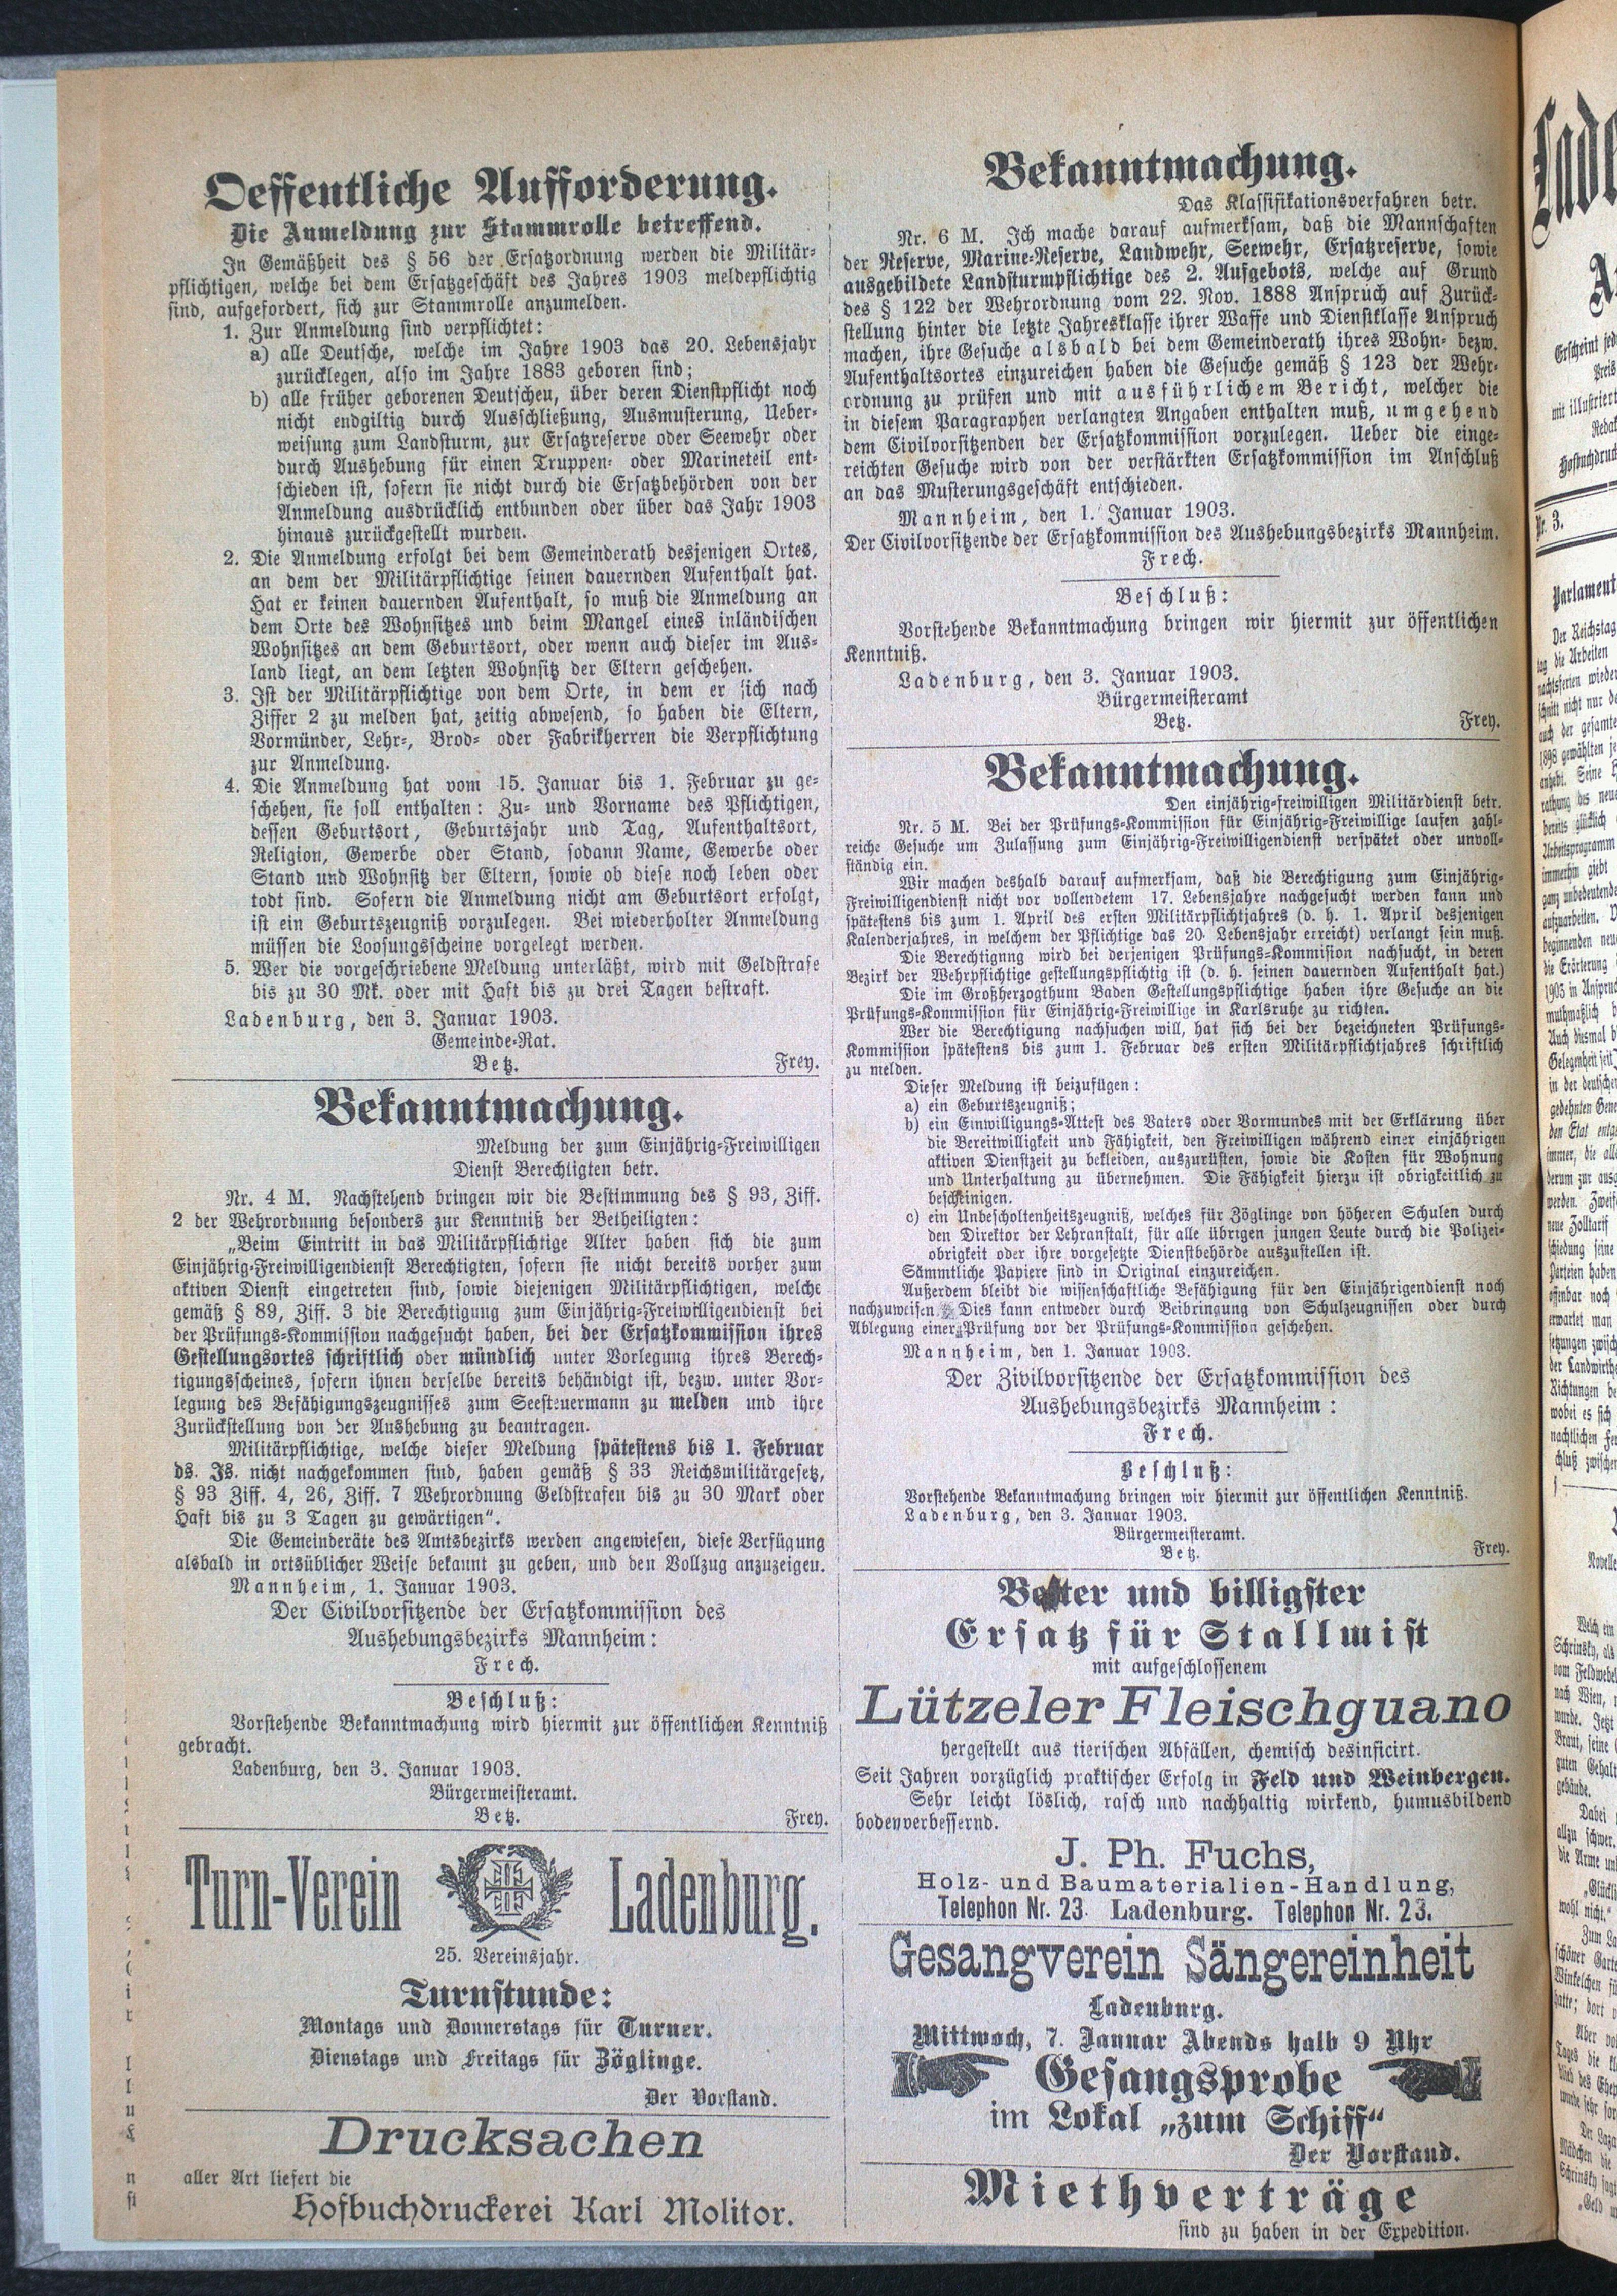 Oeffentliche Aufforderung.
Die Anmeldung zur Stammrolle betreffend.
In Gemäßheit des § 56 der Ersatzordnung werden die Militär-
pflichtigen, welche bei dem Ersatzgeschäft des Jahres 1903 meldepflichtig
sind, aufgefordert, sich zur Stammrolle anzumelden.
1. Zur Anmeldung sind verpflichtet:
a) alle Deutsche, welche im Jahre 1903 das 20. Lebensjahr
zurücklegen, also im Jahre 1883 geboren sind;
b) alle früher geborenen Deutschen, über deren Dienstpflicht noch
nicht endgiltig durch Ausschließung, Ausmusterung, Ueber-
weisung zum Landsturm, zur Ersatzreserve oder Seewehr oder
durch Aushebung für einen Truppen- oder Marineteil ent-
schieden ist, sofern sie nicht durch die Ersatzbehörden von der
Anmeldung ausdrücklich entbunden oder über das Jahr 1903
hinaus zurückgestellt wurden.
2. Die Anmeldung erfolgt bei dem Gemeinderath desjenigen Ortes,
an dem der Militärpflichtige seinen dauernden Aufenthalt hat.
Hat er keinen dauernden Aufenthalt, so muß die Anmeldung an
dem Orte des Wohnsitzes und beim Mangel eines inländischen
Wohnsitzes an dem Geburtsort, oder wenn auch dieser im Aus-
land liegt, an dem letzten Wohnsitz der Eltern geschehen.
3. Ist der Militärpflichtige von dem Orte, in dem er sich nach
Ziffer 2 zu melden hat, zeitig abwesend, so haben die Eltern,
Vormünder, Lehr-, Brod- oder Fabrikherren die Verpflichtung
zur Anmeldung.
4. Die Anmeldung hat vom 15. Januar bis 1. Februar zu ge-
schehen, sie soll enthalten: Zu- und Vorname des Pflichtigen,
dessen Geburtsort, Geburtsjahr und Tag, Aufenthaltsort,
Religion, Gewerbe oder Stand, sodann Name, Gewerbe oder
Stand und Wohnsitz der Eltern, sowie ob diese noch leben oder
todt sind. Sofern die Anmeldung nicht am Geburtsort erfolgt,
ist ein Geburtszeugniß vorzulegen. Bei wiederholter Anmeldung
müssen die Loosungsscheine vorgelegt werden.
5. Wer die vorgeschriebene Meldung unterläßt, wird mit Geldstrafe
bis zu 30 Mk. oder mit Haft bis zu drei Tagen bestraft.
Ladenburg, den 3. Januar 1903.
Gemeinde-Rat.
Betz. Frey.
Bekanntmachung.
Meldung der zum Einjährig-Freiwilligen
Dienst Berechtigten betr.
Nr. 4 M. Nachstehend bringen wir die Bestimmung des § 93, Ziff.
2 der Wehrordnung besonders zur Kenntniß der Betheiligten:
„Beim Eintritt in das Militärpflichtige Alter haben sich die zum
Einjährig-Freiwilligendienst Berechtigten, sofern sie nicht bereits vorher zum
aktiven Dienst eingetreten sind, sowie diejenigen Militärpflichtigen, welche
gemäß § 89, Ziff. 3 die Berechtigung zum Einjährig-Freiwilligendienst bei
der Prüfungs-Kommission nachgesucht haben, bei der Ersatzkommission ihres
Gestellungsortes schriftlich oder mündlich unter Vorlegung ihres Berech-
tigungsscheines, sofern ihnen derselbe bereits behändigt ist, bezw. unter Vor-
legung des Befähigungszeugnisses zum Seesteuermann zu melden und ihre
Zurückstellung von der Aushebung zu beantragen.
Militärpflichtige, welche dieser Meldung spätestens bis 1. Februar
ds. Js. nicht nachgekommen sind, haben gemäß § 33 Reichsmilitärgesetz,
§ 93 Ziff. 4, 26, Ziff. 7 Wehrordnung Geldstrafen bis zu 30 Mark oder
Haft bis zu 3 Tagen zu gewärtigen“.
Die Gemeinderäte des Amtsbezirks werden angewiesen, diese Verfügung
alsbald in ortsüblicher Weise bekannt zu geben, und den Vollzug anzuzeigen.
Mannheim, 1. Januar 1903.
Der Civilvorsitzende der Ersatzkommission des
Aushebungsbezirks Mannheim:
Frech.
Beschluß:
Vorstehende Bekanntmachung wird hiermit zur öffentlichen Kenntniß
gebracht.
Ladenburg, den 3. Januar 1903.
Bürgermeisteramt.
Betz. Frey.
Turn-Verein Ladenburg.
25. Vereinsjahr.
Turnstunde:
Montags und Donnerstags für Turner.
Dienstags und Freitags für Zöglinge.
Der Vorstand.
Drucksachen
aller Art liefert die
Hofbuchdruckerei Karl Molitor.
Bekanntmachung.
Das Klassifikationsverfahren betr.
Nr. 6 M. Ich mache darauf aufmerksam, daß die Mannschaften
der Reserve, Marine-Reserve, Landwehr, Seewehr, Ersatzreserve, sowie
ausgebildete Landsturmpflichtige des 2. Aufgebots, welche auf Grund
des § 122 der Wehrordnung vom 22. Nov. 1888 Anspruch auf Zurück-
stellung hinter die letzte Jahresklasse ihrer Waffe und Dienstklasse Anspruch
machen, ihre Gesuche alsbald bei dem Gemeinderath ihres Wohn- bezw.
Aufenthaltsortes einzureichen haben die Gesuche gemäß § 123 der Wehr-
ordnung zu prüfen und mit ausführlichem Bericht, welcher die
in diesem Paragraphen verlangten Angaben enthalten muß, umgehend
dem Civilvorsitzenden der Ersatzkommission vorzulegen. Ueber die einge-
reichten Gesuche wird von der verstärkten Ersatzkommission im Anschluß
an das Musterungsgeschäft entschieden.
Mannheim, den 1. Januar 1903.
Der Civilvorsitzende der Ersatzkommission des Aushebungsbezirks Mannheim.
Frech.
Beschluß:
Vorstehende Bekanntmachung bringen wir hiermit zur öffentlichen
Kenntniß.
Ladenburg, den 3. Januar 1903.
Bürgermeisteramt
Betz. Frey.
Bekanntmachung.
Den einjährig-freiwilligen Militärdienst betr.
Nr. 5 M. Bei der Prüfungs-Kommission für Einjährig-Freiwillige laufen zahl-
reiche Gesuche um Zulassung zum Einjährig-Freiwilligendienst verspätet oder unvoll-
ständig ein.
Wir machen deshalb darauf aufmerksam, daß die Berechtigung zum Einjährig-
Freiwilligendienst nicht vor vollendetem 17. Lebensjahre nachgesucht werden kann und
spätestens bis zum 1. April des ersten Militärpflichtjahres (d. h. 1. April desjenigen
Kalenderjahres, in welchem der Pflichtige das 20. Lebensjahr erreicht) verlangt sein muß.
Die Berechtigung wird bei derjenigen Prüfungs-Kommision nachsucht, in deren
Bezirk der Wehrpflichtige gestellungspflichtig ist (d. h. seinen dauernden Aufenthalt hat.)
Die im Großherzogthum Baden Gestellungspflichtige haben ihre Gesuche an die
Prüfungs-Kommission für Einjährig-Freiwillige in Karlsruhe zu richten.
Wer die Berechtigung nachsuchen will, hat sich bei der bezeichneten Prüfungs-
Kommission spätestens bis zum 1. Februar des ersten Militärpflichtjahres schriftlich
zu melden.
Dieser Meldung ist beizufügen:
a) ein Geburtszeugniß;
b) ein Einwilligungs-Attest des Vaters oder Vormundes mit der Erklärung über
die Bereitwilligkeit und Fähigkeit, den Freiwilligen während einer einjährigen
aktiven Dienstzeit zu bekleiden, auszurüsten, sowie die Kosten für Wohnung
und Unterhaltung zu übernehmen. Die Fähigkeit hierzu ist obrigkeitlich zu
bescheinigen.
c) ein Unbescholtenheitszeugniß, welches für Zöglinge von höheren Schulen durch
den Direktor der Lehranstalt, für alle übrigen jungen Leute durch die Polizei-
obrigkeit oder ihre vorgesetzte Dienstbehörde auszustellen ist.
Sämmtliche Papiere sind in Original einzureichen.
Außerdem bleibt die wissenschaftliche Befähigung für den Einjährigendienst noch
nachzuweisen. Dies kann entweder durch Beibringung von Schulzeugnissen oder durch
Ablegung einer Prüfung vor der Prüfungs-Kommission geschehen.
Mannheim, den 1. Januar 1903.
Der Zivilvorsitzende der Ersatzkommission des
Aushebungsbezirks Mannheim:
Frech.
Beschluß:
Vorstehende Bekanntmachung bringen wir hiermit zur öffentlichen Kenntniß.
Ladenburg, den 3. Januar 1903.
Bürgermeisteramt.
Betz. Frey.
Bester und billigster
Ersatz für Stallmist
mit aufgeschlossenem
Lützeler Fleischguano
hergestellt aus tierischen Abfällen, chemisch desinficirt.
Seit Jahren vorzüglich praktischer Erfolg in Feld und Weinbergen.
Sehr leicht löslich, rasch und nachhaltig wirkend, humusbildend
bodenverbessernd.
J. Ph. Fuchs,
Holz- und Baumaterialien-Handlung,
Telephon Nr. 23. Ladenburg. Telephon Nr. 23.
Gesangverein Sängereinheit
Ladenburg.
Mittwoch, 7. Januar Abends halb 9 Uhr
Gesangsprobe
im Lokal „zum Schiff“
Der Vorstand.
Miethverträge
sind zu haben in der Expedition.
Nr. 3.
Erscheint
Preis
mit illustriert
Hofbuchdruck
Der Reichstag